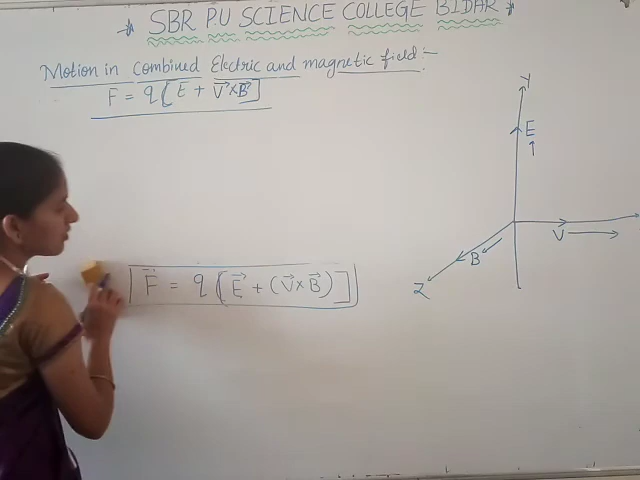 SBR PU SCIENCE COLLEGE BIDAR
Motion in Combined Electric and magnetic field :-
F = q[E + V⃗×B⃗]
F⃗ = q[E⃗ + (V⃗×B⃗)]
Y
E
V
B
Z